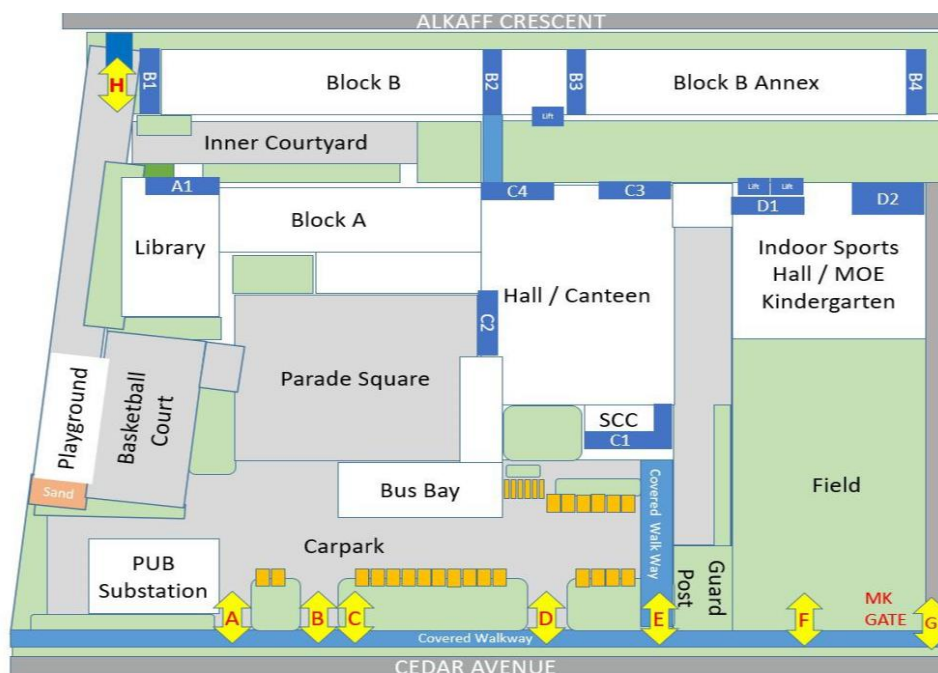 ALKAFF CRESCENT
H
B1
Block B
B2
B3
Block B Annex
B4
Lift
Inner Courtyard
A1
C4
C3
Lift
Lift
D1
D2
Library
Block A
Hall / Canteen
Indoor Sports
Hall / MOE
Kindergarten
C2
Parade Square
Playground
Basketball
Court
SCC
C1
Sand
Bus Bay
Covered Walk Way
Field
Carpark
PUB
Substation
Guard
Post
A
B
C
D
E
F
MK
GATE
G
Covered Walkway
CEDAR AVENUE